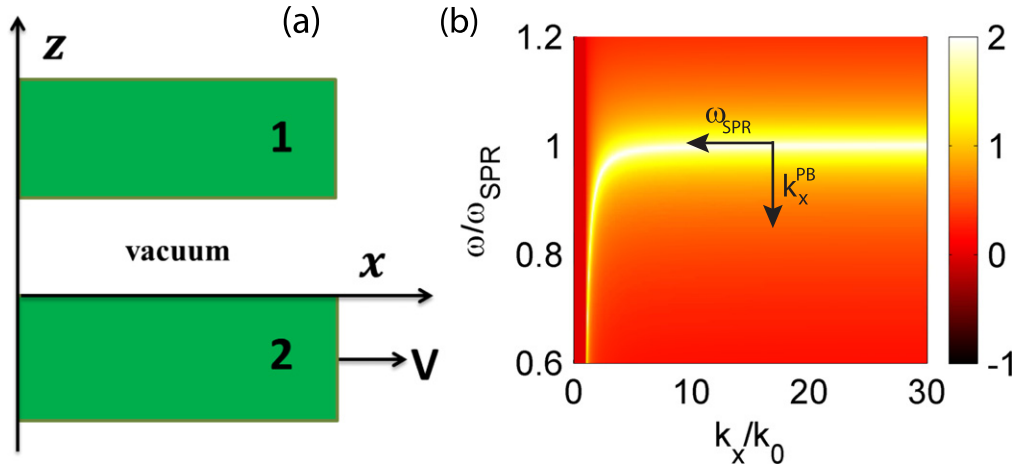 (a)
z
1
vacuum
x
2
V
(b)
1.2
1
0.8
0.6
ω/ωSPR
ωSPR
kxPB
0
10
20
30
kx/k0
2
1
0
-1